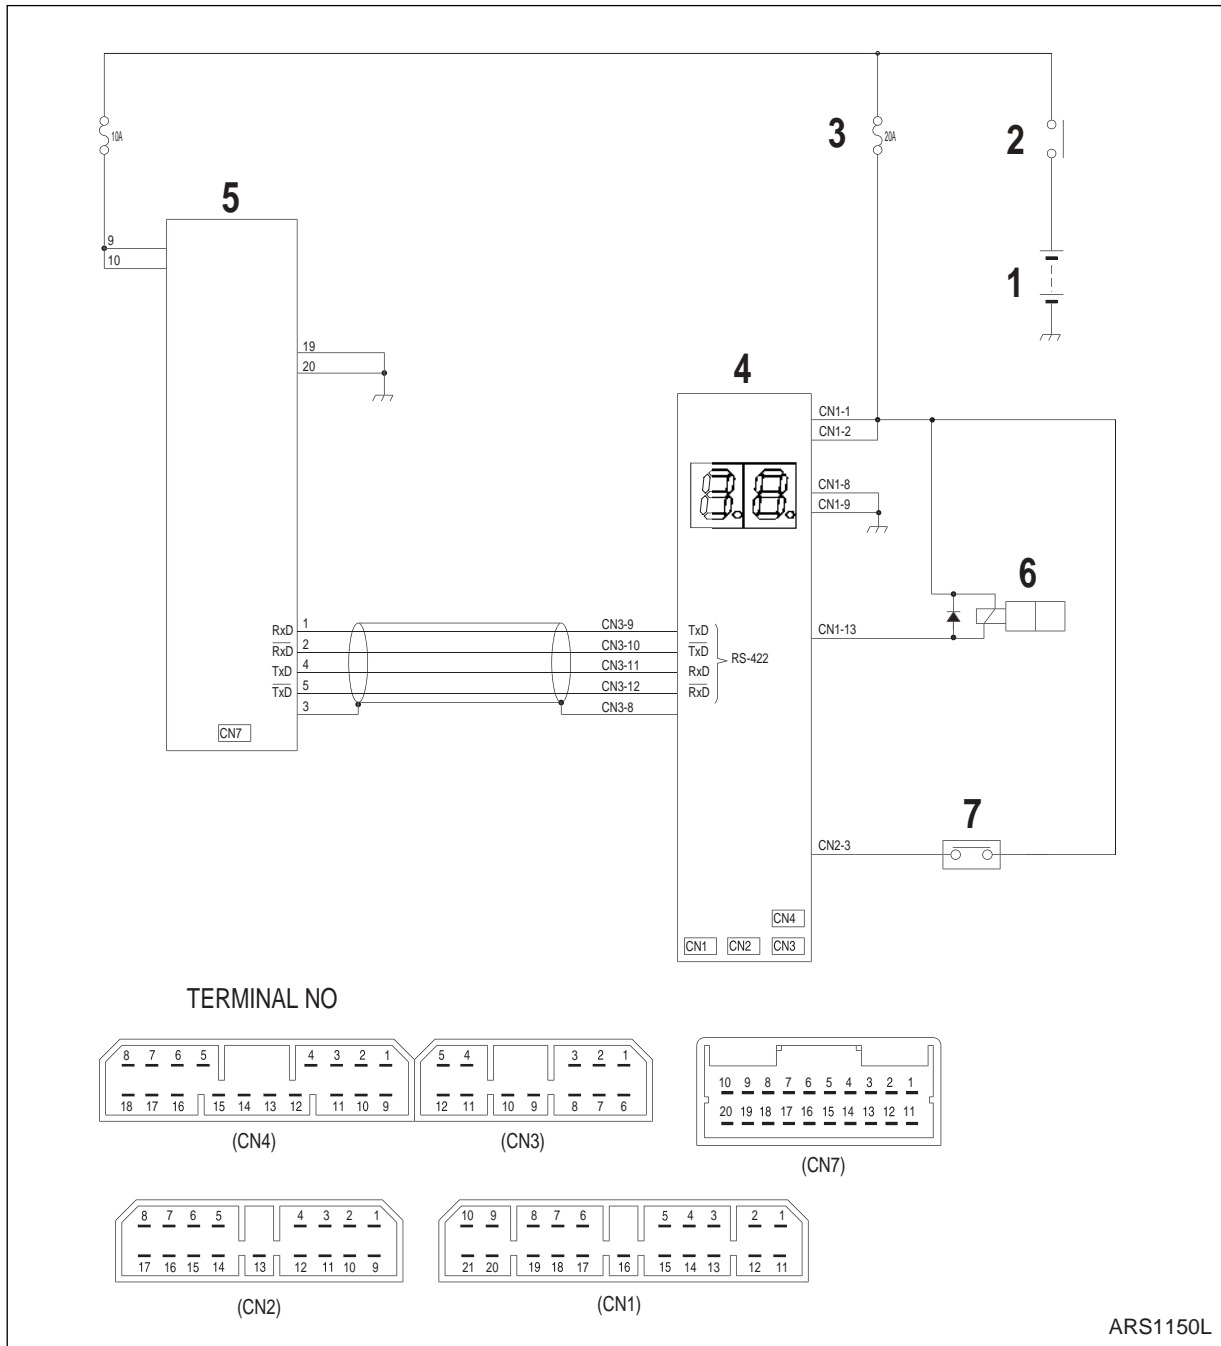 3
2
10A
20A
5
9
10
1
19
20
4
CN1-1
CN1-2
CN1-8
CN1-9
3.8.
6
RxD 1 CN3-9 TxD
RxD 2 CN3-10 TxD
TxD 4 CN3-11 RxD
TxD 5 CN3-12 RxD
3 CN3-8
RS-422
CN1-13
CN7
7
CN2-3
CN4
CN1 CN2 CN3
TERMINAL NO
8 7 6 5 4 3 2 1
18 17 16 15 14 13 12 11 10 9
(CN4)
5 4 3 2 1
12 11 10 9 8 7 6
(CN3)
10 9 8 7 6 5 4 3 2 1
20 19 18 17 16 15 14 13 12 11
(CN7)
8 7 6 5 4 3 2 1
17 16 15 14 13 12 11 10 9
(CN2)
10 9 8 7 6 5 4 3 2 1
21 20 19 18 17 16 15 14 13 12 11
(CN1)
ARS1150L